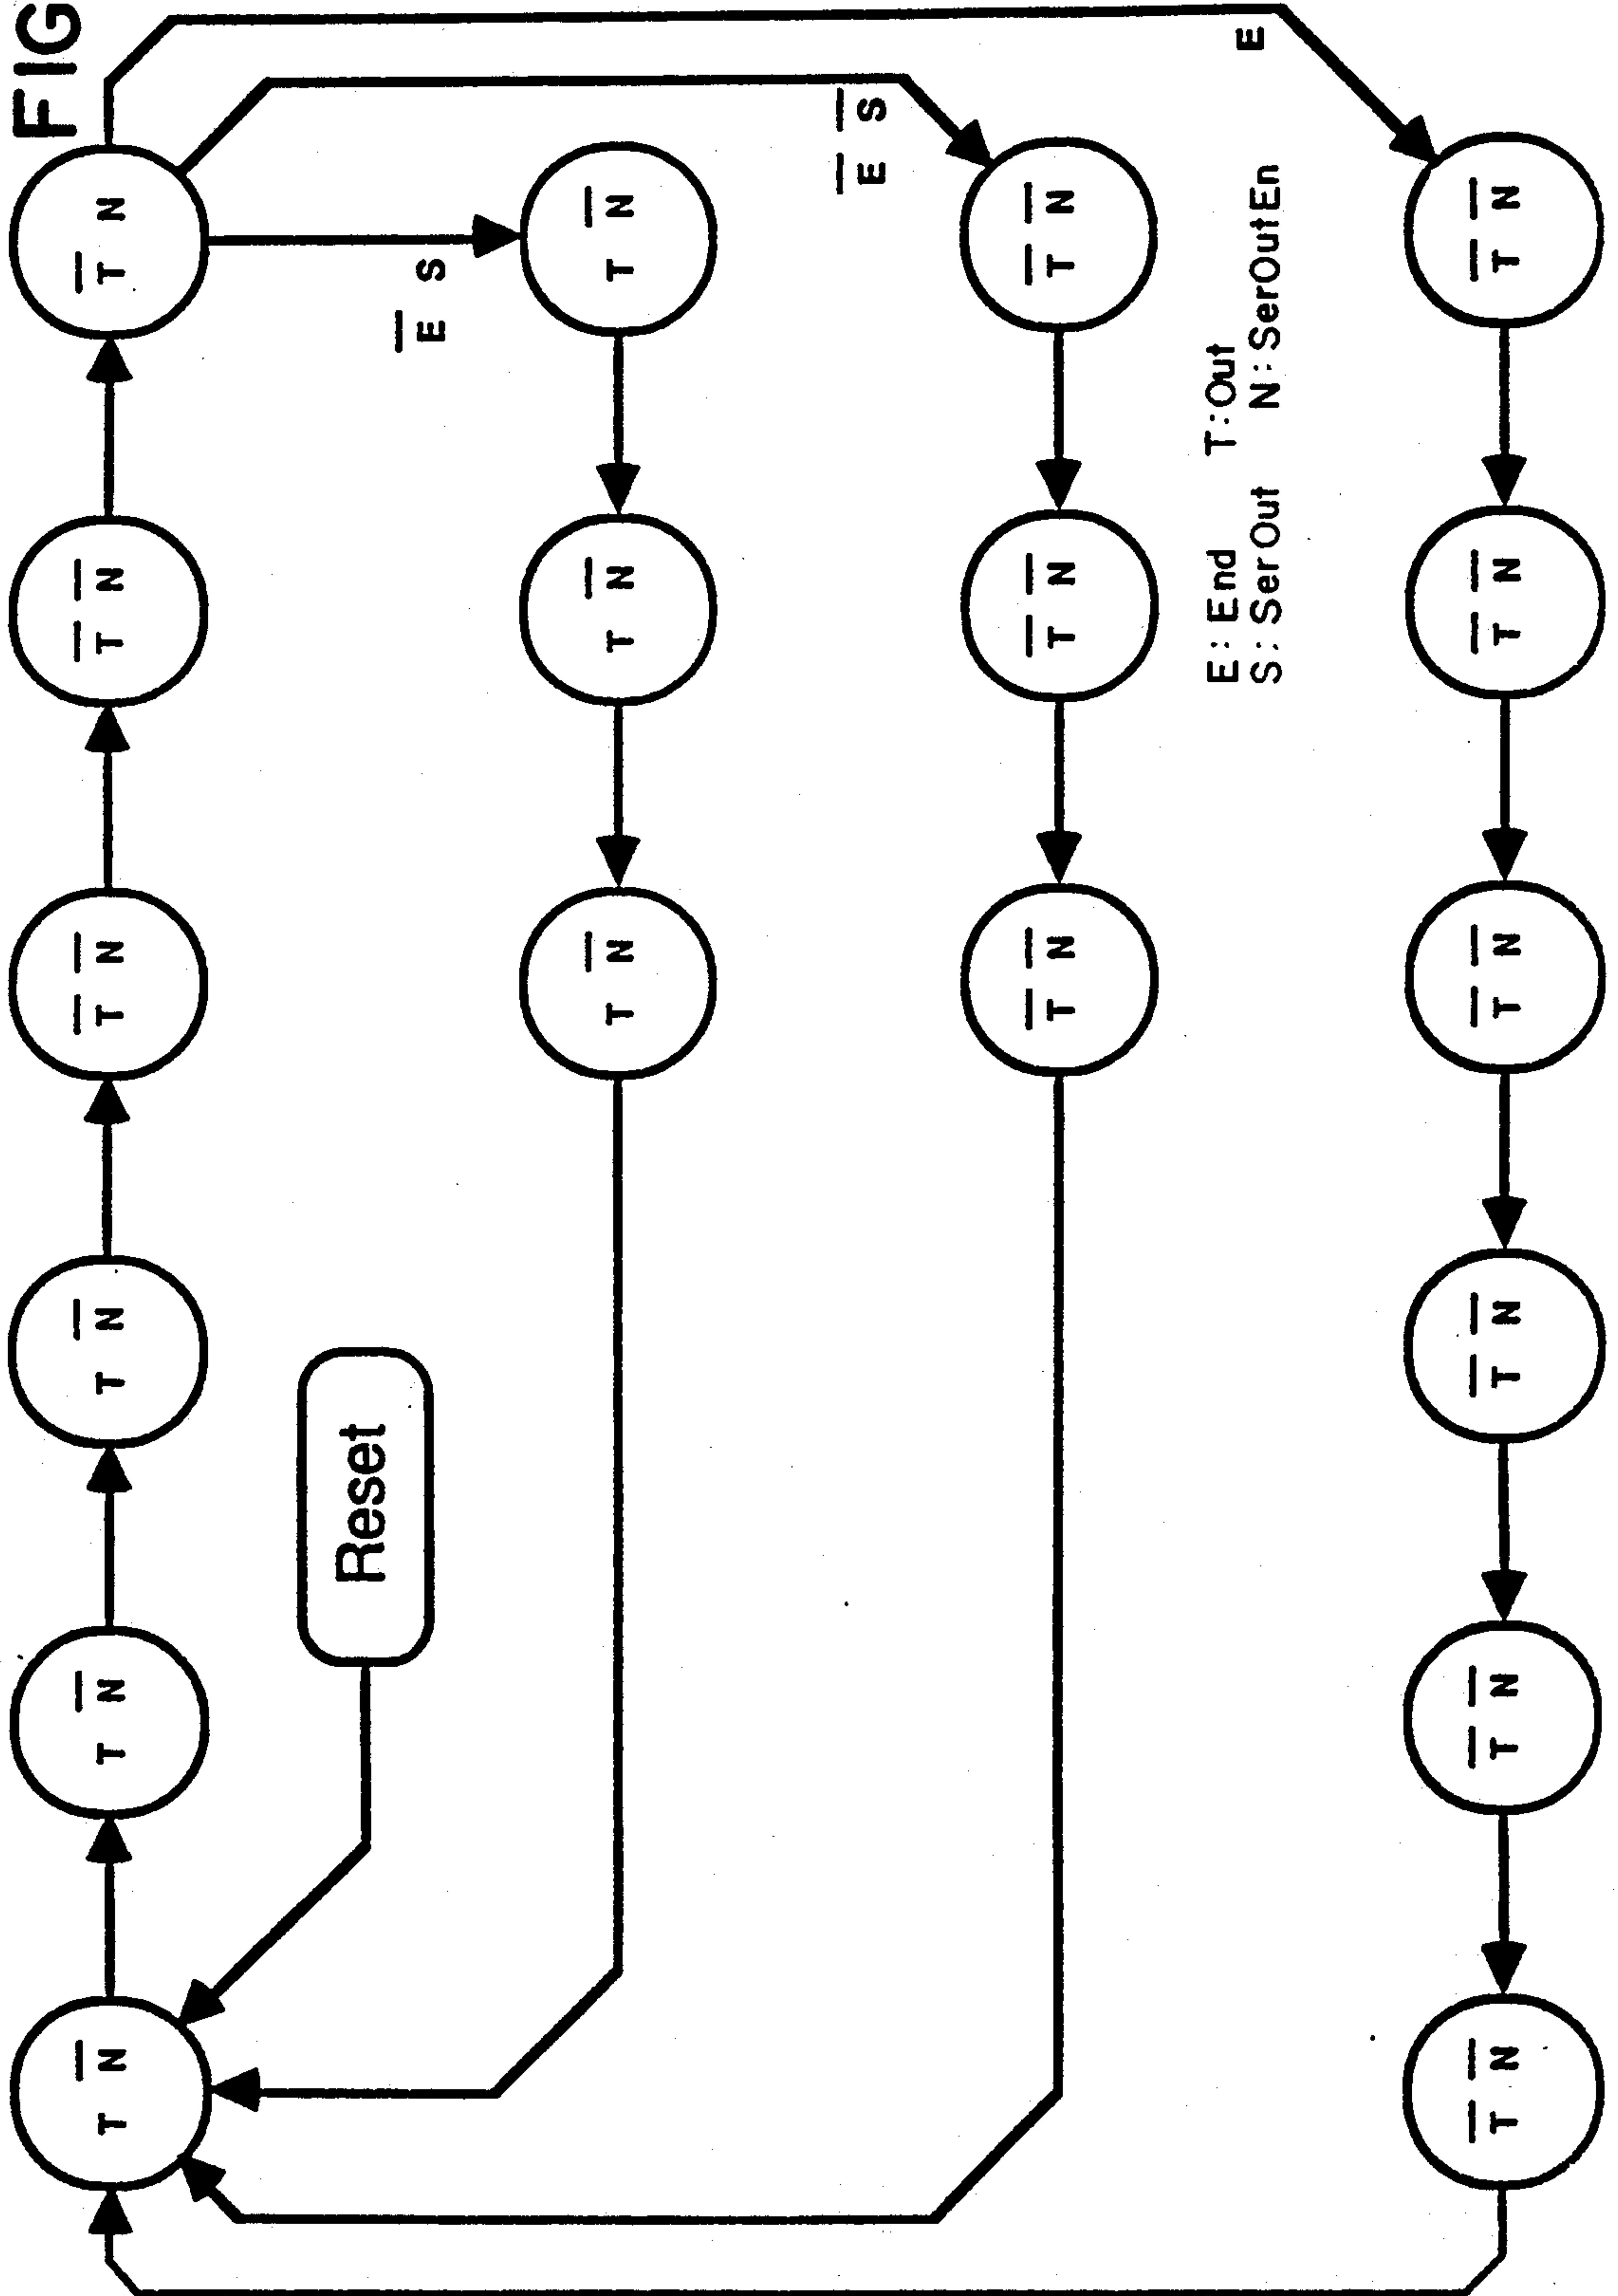 FIG
T N̅
T N̅
T N̅
T̅ N̅
T̅ N̅
T̅ N
Reset
E̅ S
T N̅
T N̅
T N̅
E̅ S̅
T̅ N̅
T̅ N̅
T̅ N̅
E: End T:Out
S:SerOut N:SerOutEn
E
T̅ N̅
T̅ N̅
T̅ N̅
T̅ N̅
T̅ N̅
T̅ N̅